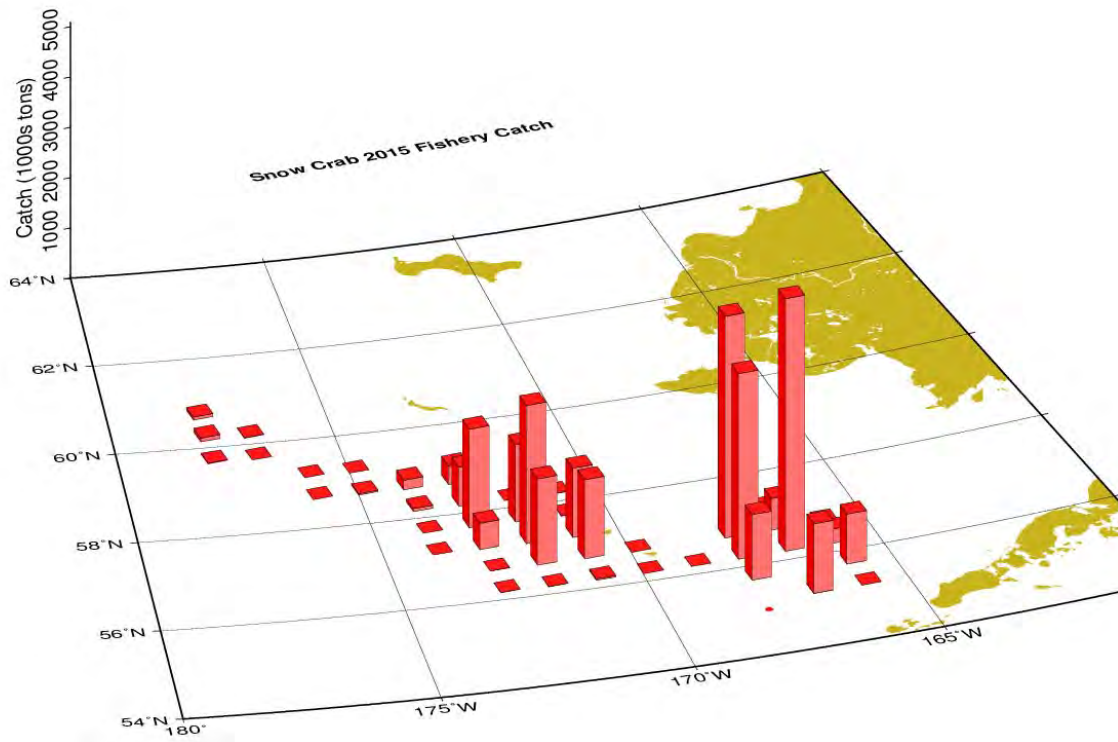 5000
4000
3000
2000
1000
Catch (1000s tons)
Snow Crab 2015 Fishery Catch
64°N
62°N
60°N
58°N
56°N
54°N
180°
175°W
170°W
165°W